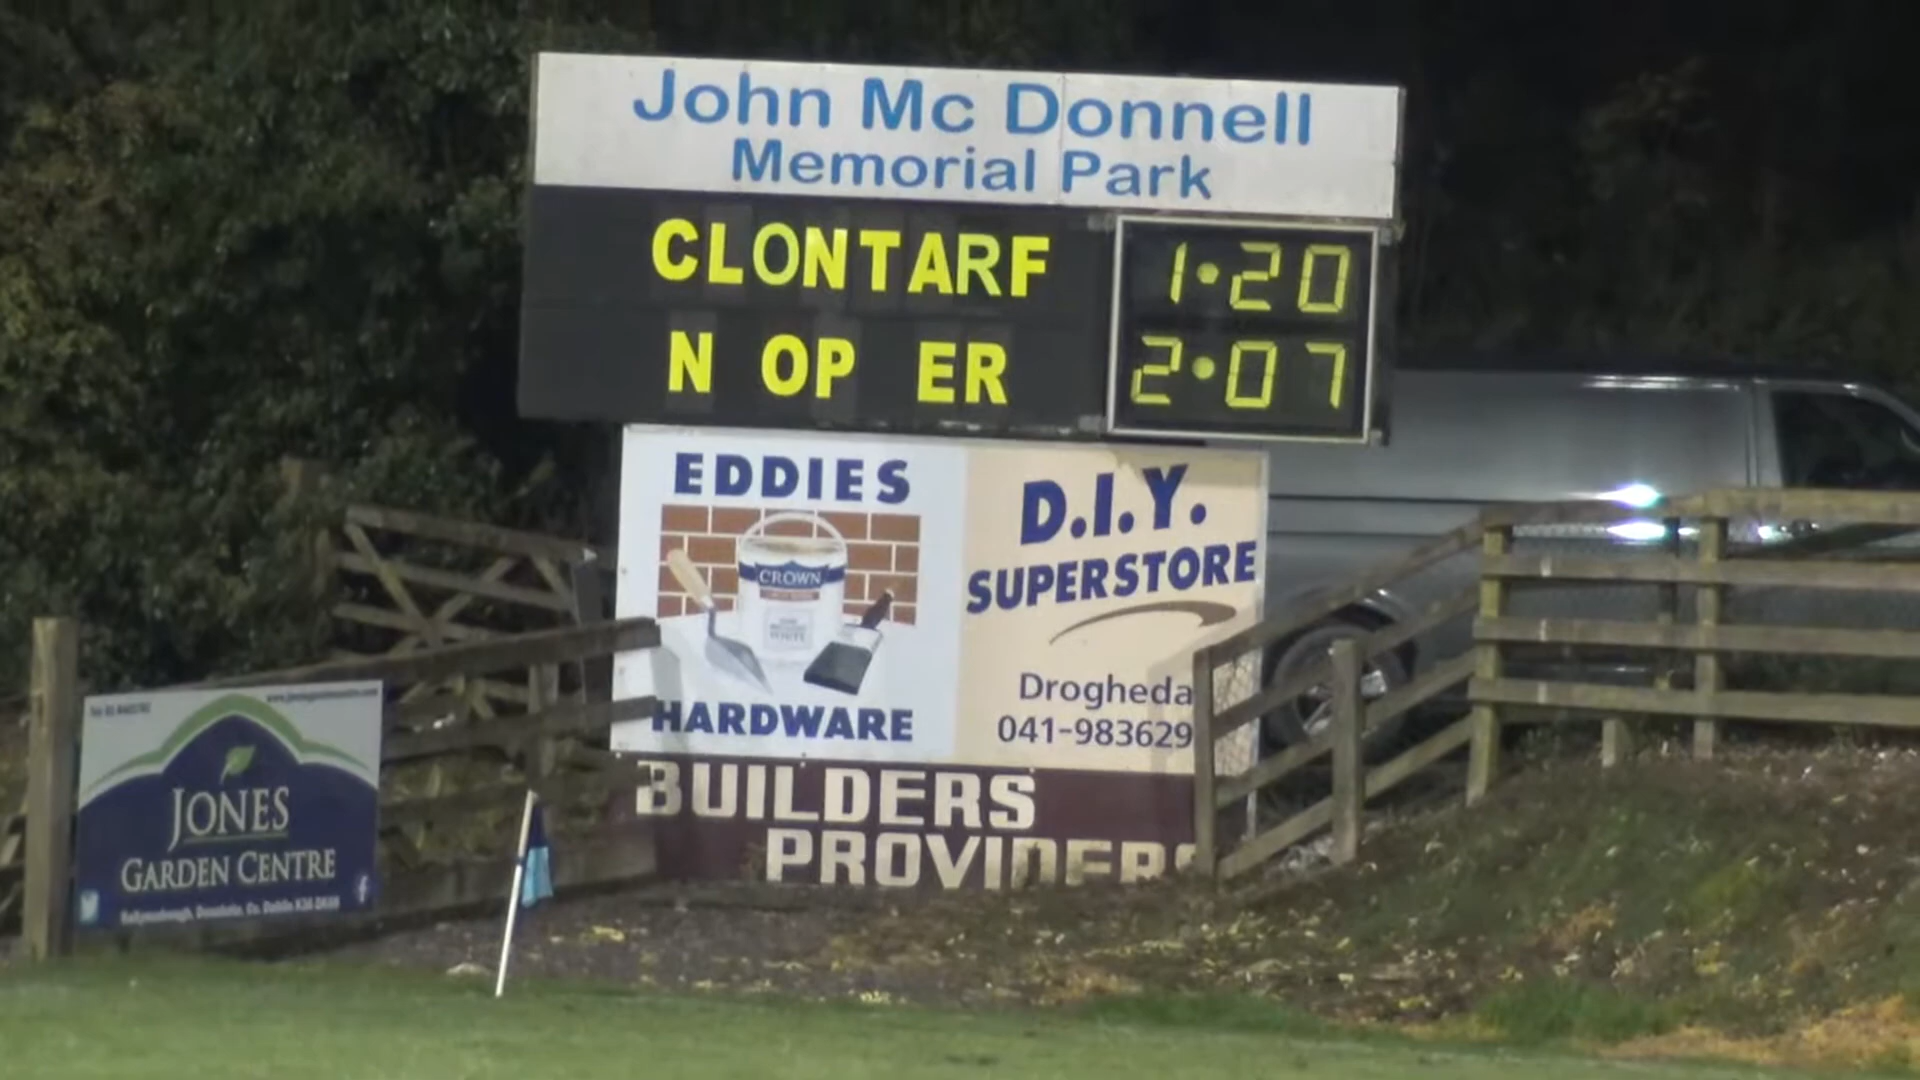 John Mc Donnell
Memorial Park
CLONTARF 1·20
N OP ER 2·07
EDDIES
CROWN
HARDWARE
D.I.Y.
SUPERSTORE
Drogheda
041-983629
BUILDERS
PROVIDERS
JONES
GARDEN CENTRE